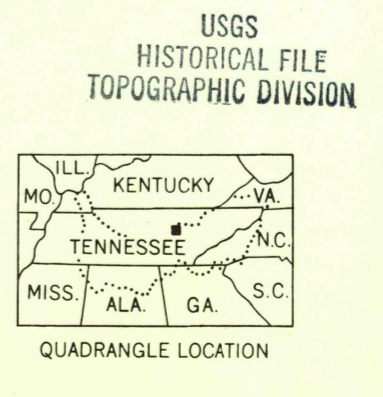 USGS
HISTORICAL FILE
TOPOGRAPHIC DIVISION
ILL.
MO.
KENTUCKY
VA.
TENNESSEE
N.C.
MISS.
ALA.
GA.
S.C.
QUADRANGLE LOCATION